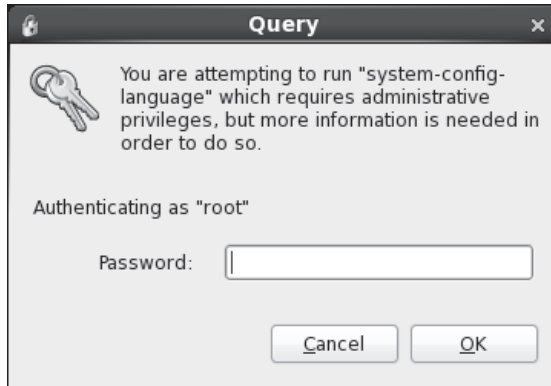 Query
You are attempting to run "system-config-
language" which requires administrative
privileges, but more information is needed in
order to do so.
Authenticating as "root"
Password:
Cancel
OK